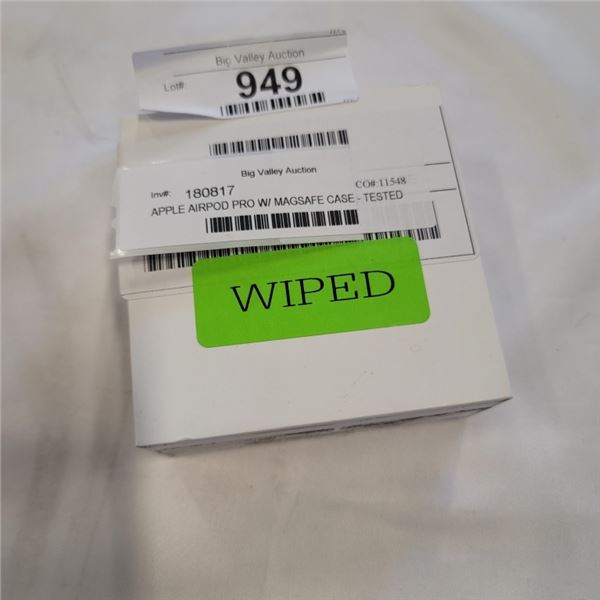 Big Valley Auction
Lot#: 949
Big Valley Auction
Inv#: 180817
CO#:11548
APPLE AIRPOD PRO W/ MAGSAFE CASE - TESTED
WIPED